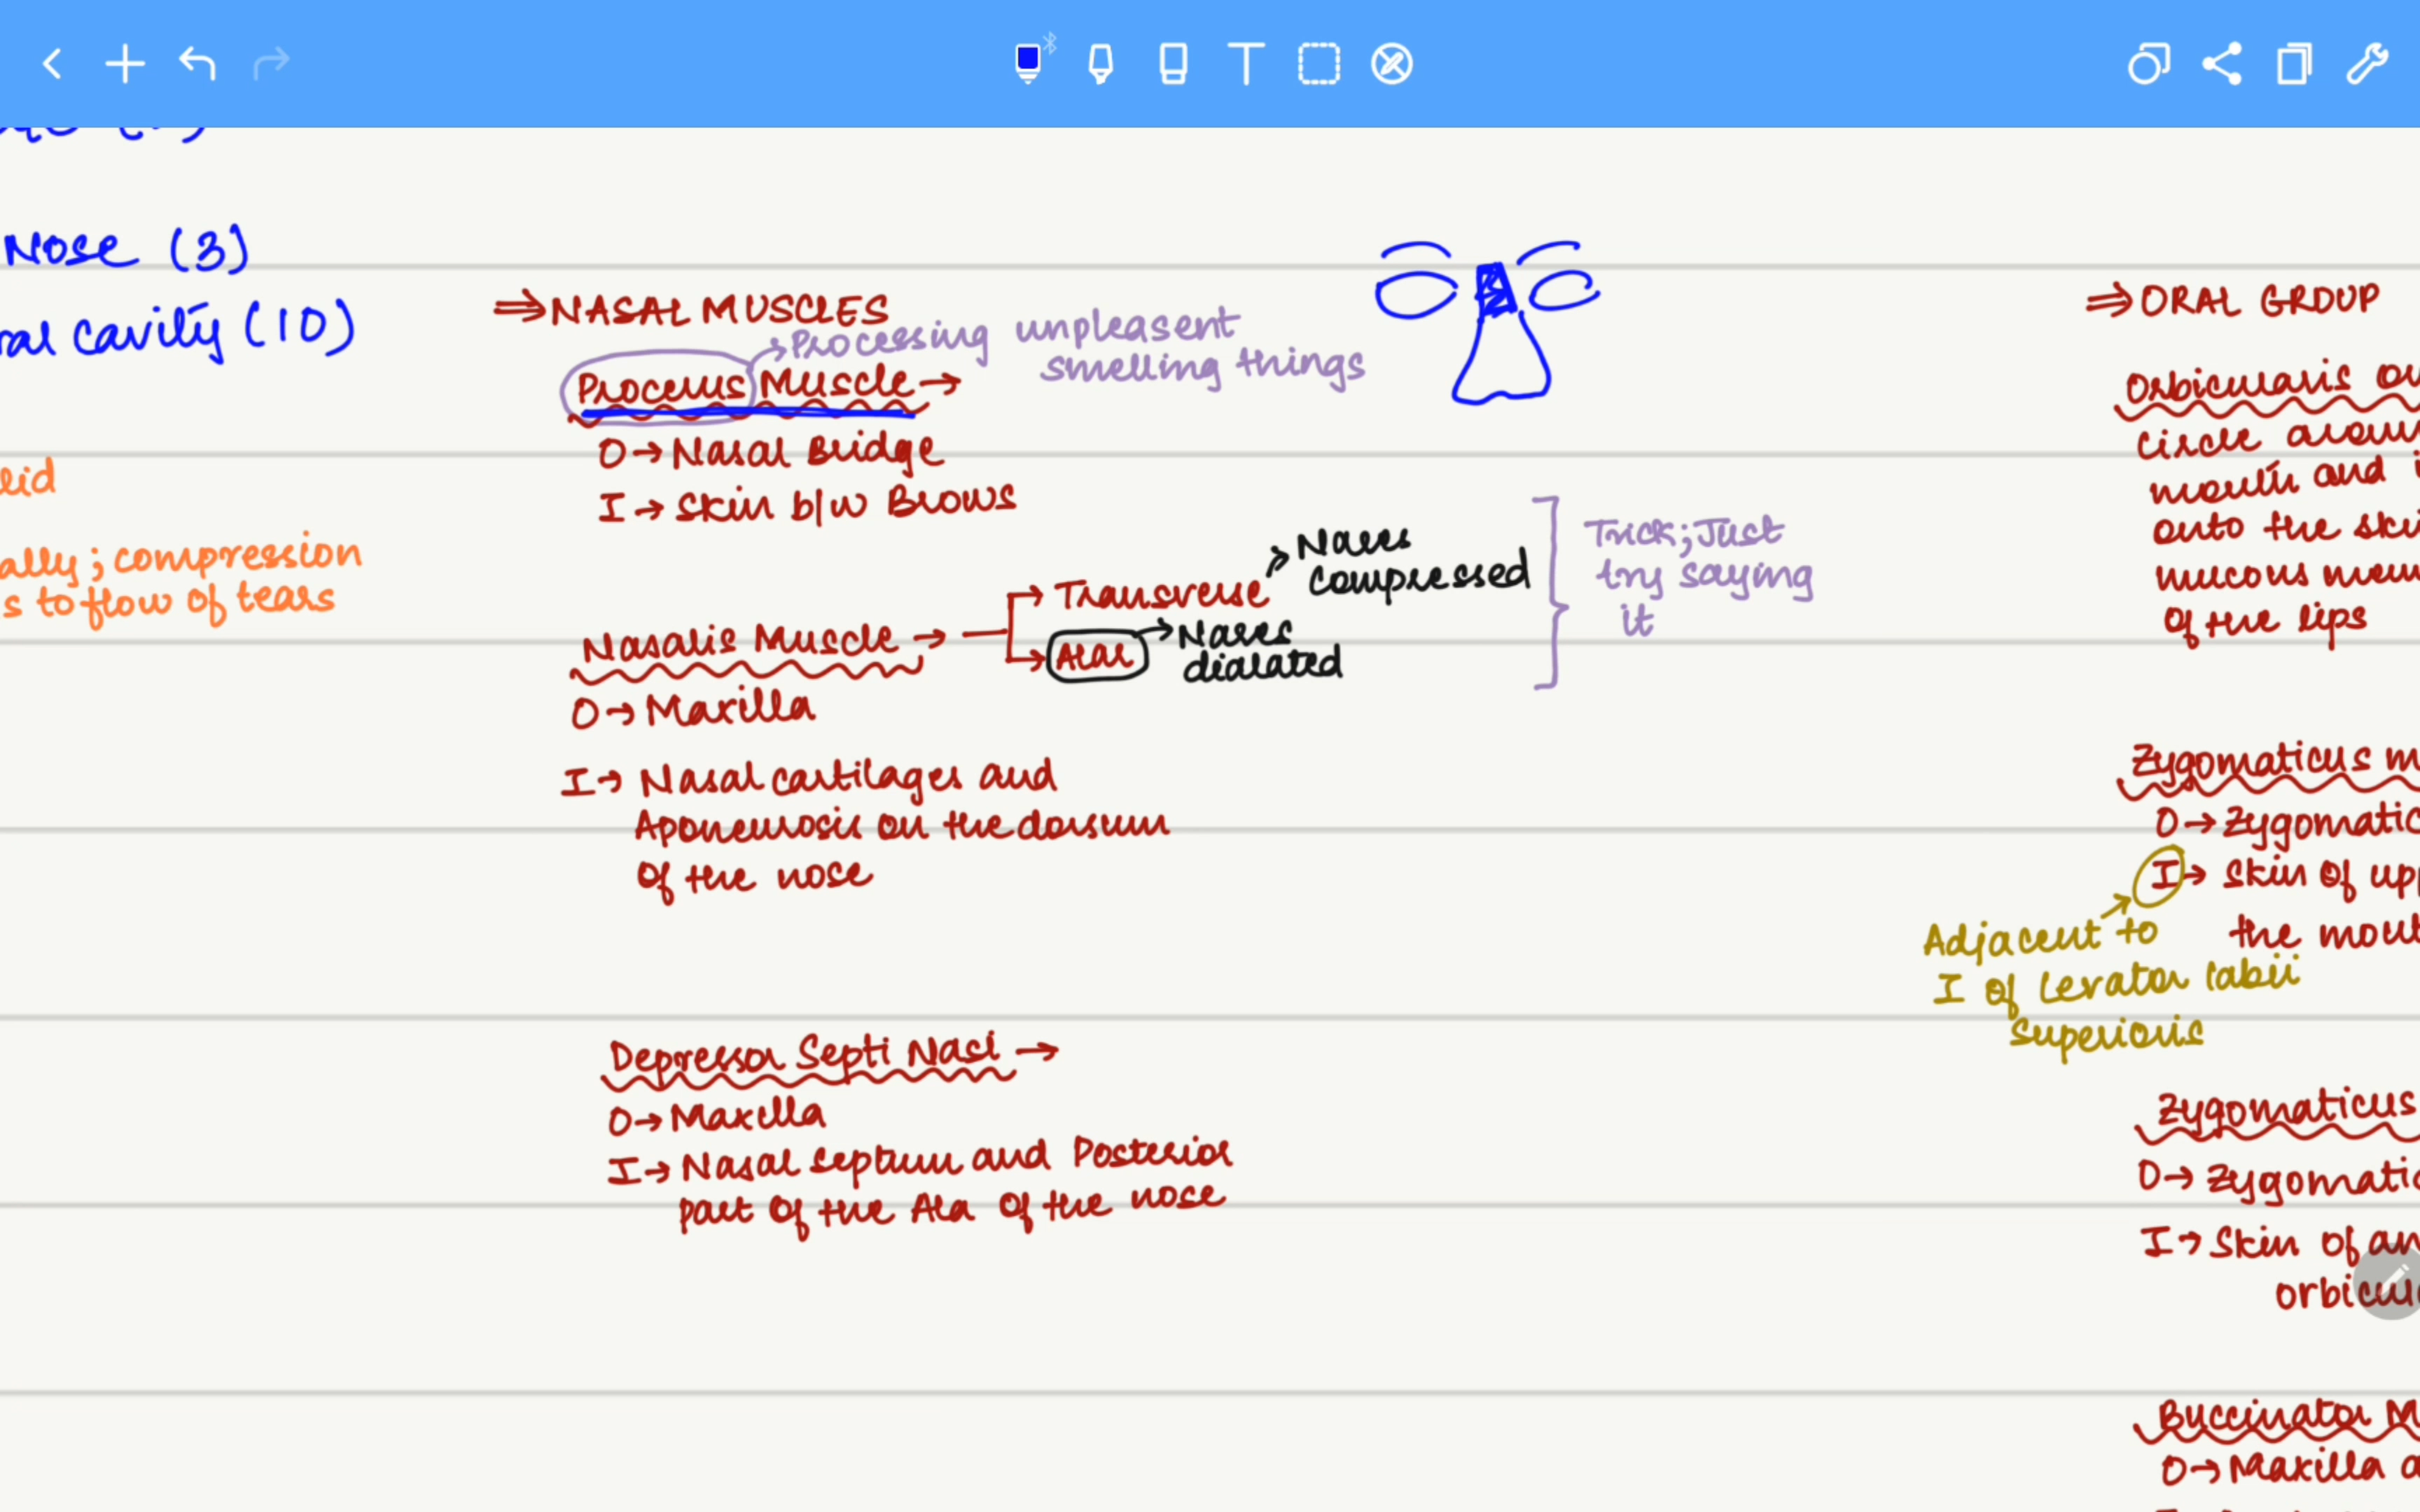 Nose (3)
ral cavity (10)
lid
ally; compression
s to flow of tears
⇒ NASAL MUSCLES
→ Processing unpleasent
smelling things
Procerus Muscle →
O → Nasal Bridge
I → Skin b/w Brows
Nasalis Muscle →
→ Transverse
→ Nares
compressed
→ Alar
→ Nares
dialated
Trick; Just
try saying
it
O → Maxilla
I → Nasal cartilages and
Aponeurosis on the dorsum
Of the nose
Depressor Septi Nasi →
O → Maxilla
I → Nasal septum and Posterior
part Of the Ala Of the nose
⇒ ORAL GROUP
Orbicularis
circle
mouth and
onto the ski
mucous mem
Of the lips
Zygomaticus m
O → Zygomatic
I → Skin Of upp
the mout
Adjacent to
I Of Levator Labii
Superioris
Zygomaticus
O → Zygomatic
I → Skin Of an
Buccinator M
O → Maxilla a